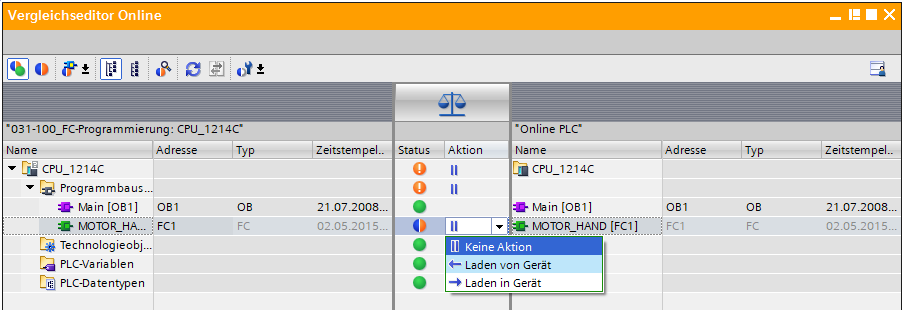 Vergleichseditor Online
"031-100_FC-Programmierung: CPU_1214C" "Online PLC"
Name Adresse Typ Zeitstempel.. Status Aktion Name Adresse Typ Zeitstempel..
CPU_1214C CPU_1214C
Programmbaus...
Main [OB1] OB1 OB 21.07.2008... Main [OB1] OB1 OB 21.07.2008...
MOTOR_HA... FC1 FC 02.05.2015... MOTOR_HAND [FC1] FC1 FC 02.05.2015...
Technologieobj... Keine Aktion
PLC-Variablen Laden von Gerät
PLC-Datentypen Laden in Gerät